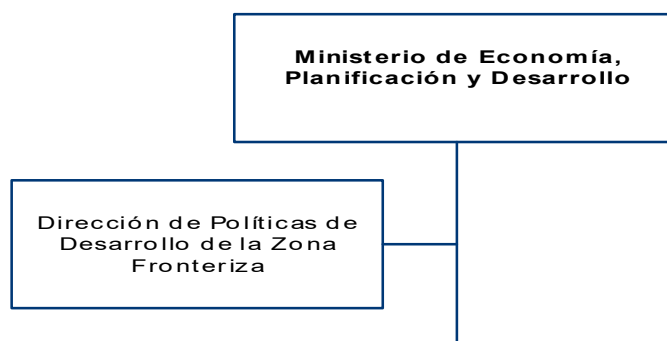 Ministerio de Economía,
Planificación y Desarrollo
Dirección de Políticas de
Desarrollo de la Zona
Fronteriza